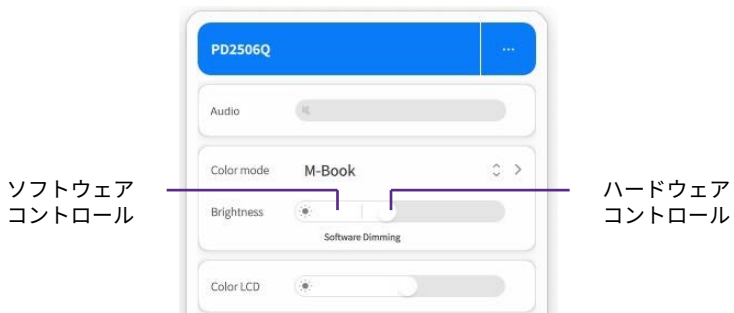 PD2506Q ...
Audio
Color mode M-Book
ソフトウェア
コントロール
ハードウェア
コントロール
Brightness
Software Dimming
Color LCD